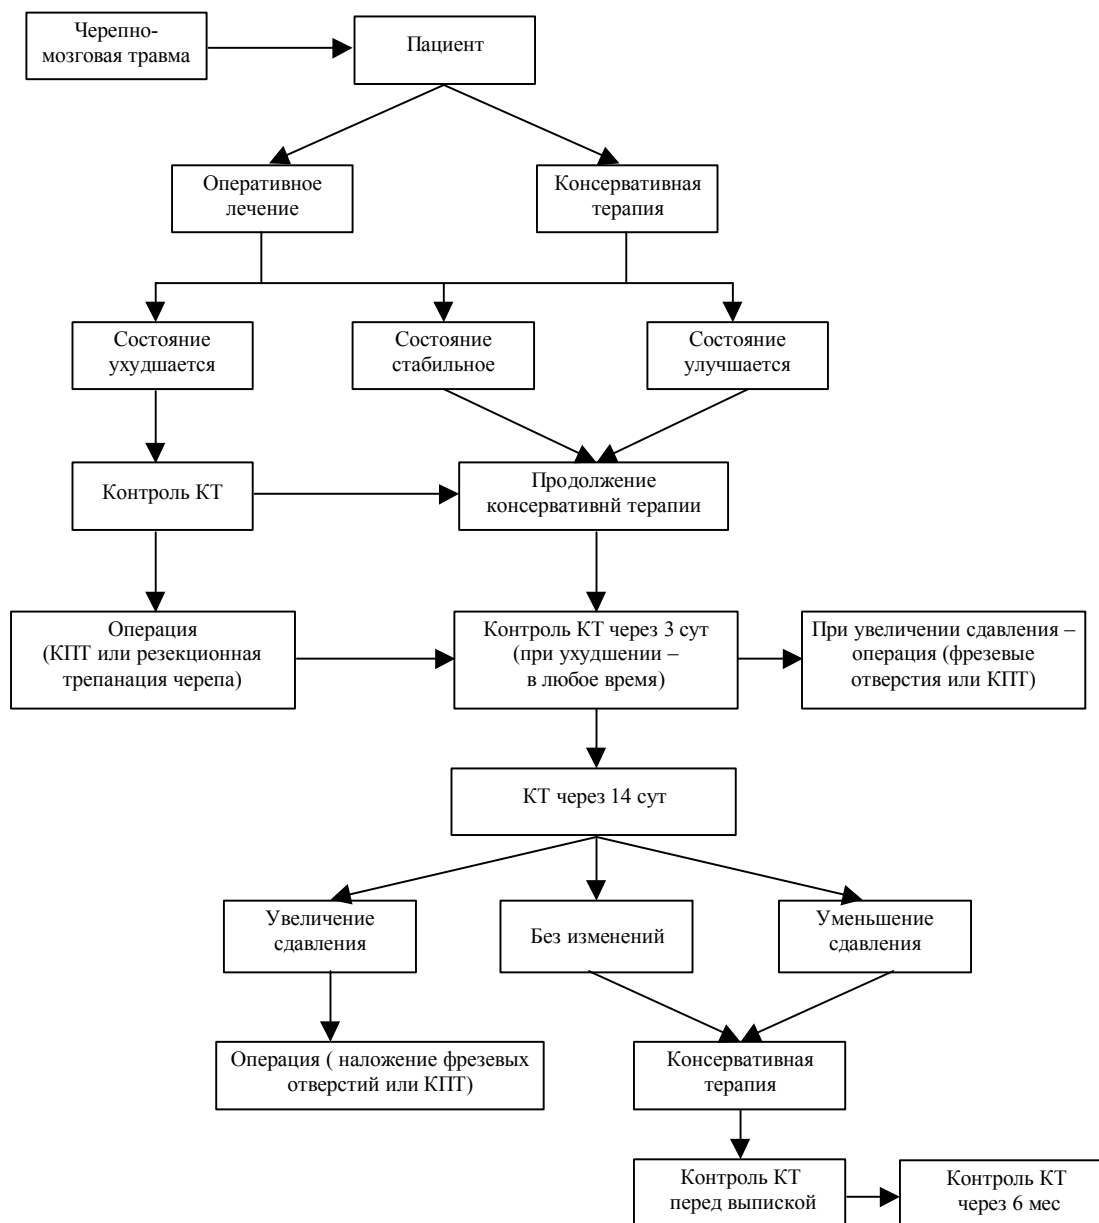 Черепно-
мозговая травма
Пациент
Оперативное
лечение
Консервативная
терапия
Состояние
ухудшается
Состояние
стабильное
Состояние
улучшается
Контроль КТ
Продолжение
консервативнй терапии
Операция
(КПТ или резекционная
трепанация черепа)
Контроль КТ через 3 сут
(при ухудшении –
в любое время)
При увеличении сдавления –
операция (фрезевые
отверстия или КПТ)
КТ через 14 сут
Увеличение
сдавления
Без изменений
Уменьшение
сдавления
Операция ( наложение фрезевых
отверстий или КПТ)
Консервативная
терапия
Контроль КТ
перед выпиской
Контроль КТ
через 6 мес